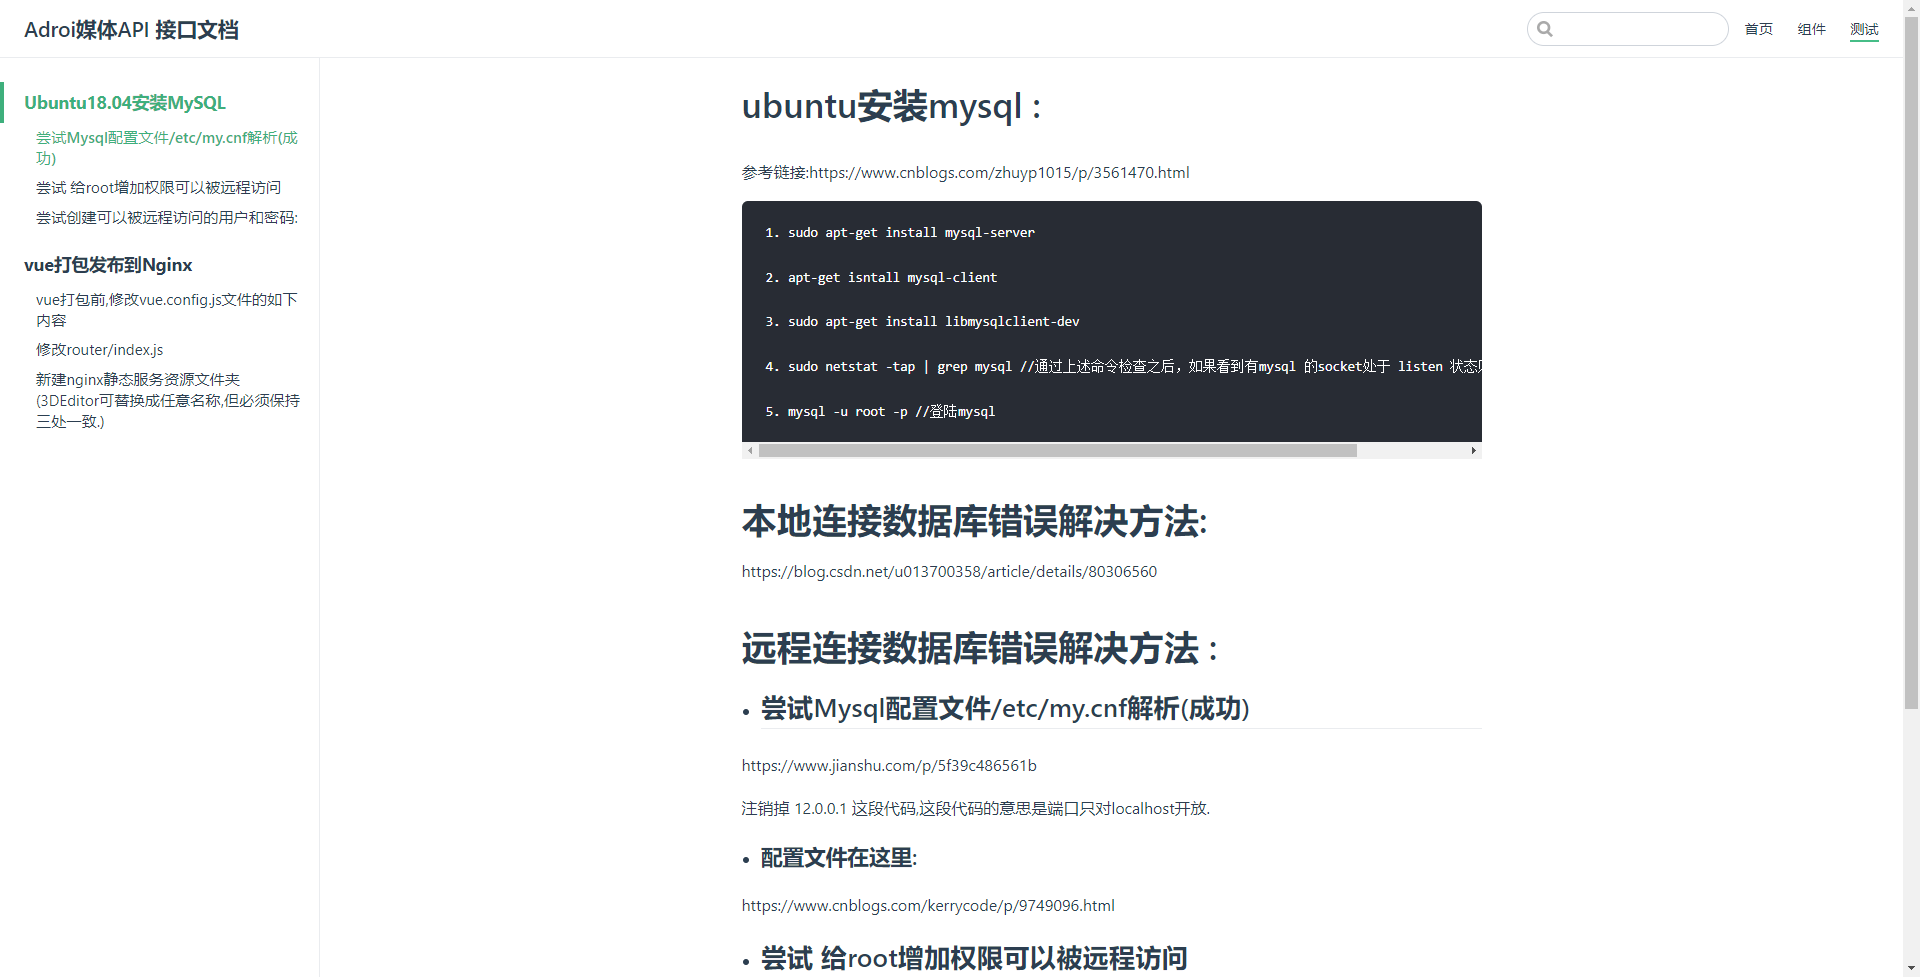 Adroi媒体API 接口文档
首页
组件
测试
Ubuntu18.04安装MySQL
尝试Mysql配置文件/etc/my.cnf解析(成
功)
尝试 给root增加权限可以被远程访问
尝试创建可以被远程访问的用户和密码:
vue打包发布到Nginx
vue打包前,修改vue.config.js文件的如下
内容
修改router/index.js
新建nginx静态服务资源文件夹
(3DEditor可替换成任意名称,但必须保持
三处一致.)
ubuntu安装mysql :
参考链接:https://www.cnblogs.com/zhuyp1015/p/3561470.html
1. sudo apt-get install mysql-server
2. apt-get isntall mysql-client
3. sudo apt-get install libmysqlclient-dev
4. sudo netstat -tap | grep mysql //通过上述命令检查之后，如果看到有mysql 的socket处于 listen 状态
5. mysql -u root -p //登陆mysql
本地连接数据库错误解决方法:
https://blog.csdn.net/u013700358/article/details/80306560
远程连接数据库错误解决方法 :
• 尝试Mysql配置文件/etc/my.cnf解析(成功)
https://www.jianshu.com/p/5f39c486561b
注销掉 12.0.0.1 这段代码,这段代码的意思是端口只对localhost开放.
• 配置文件在这里:
https://www.cnblogs.com/kerrycode/p/9749096.html
• 尝试 给root增加权限可以被远程访问